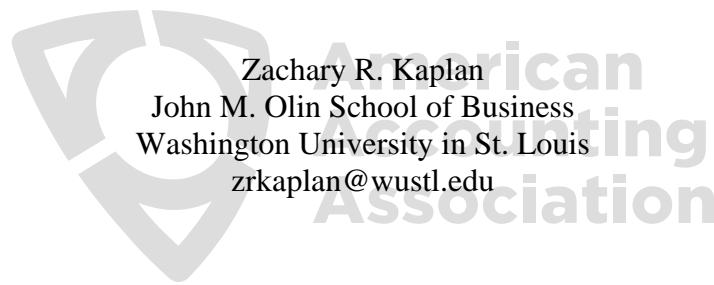 American
Accounting
Association
Zachary R. Kaplan
John M. Olin School of Business
Washington University in St. Louis
zrkaplan@wustl.edu